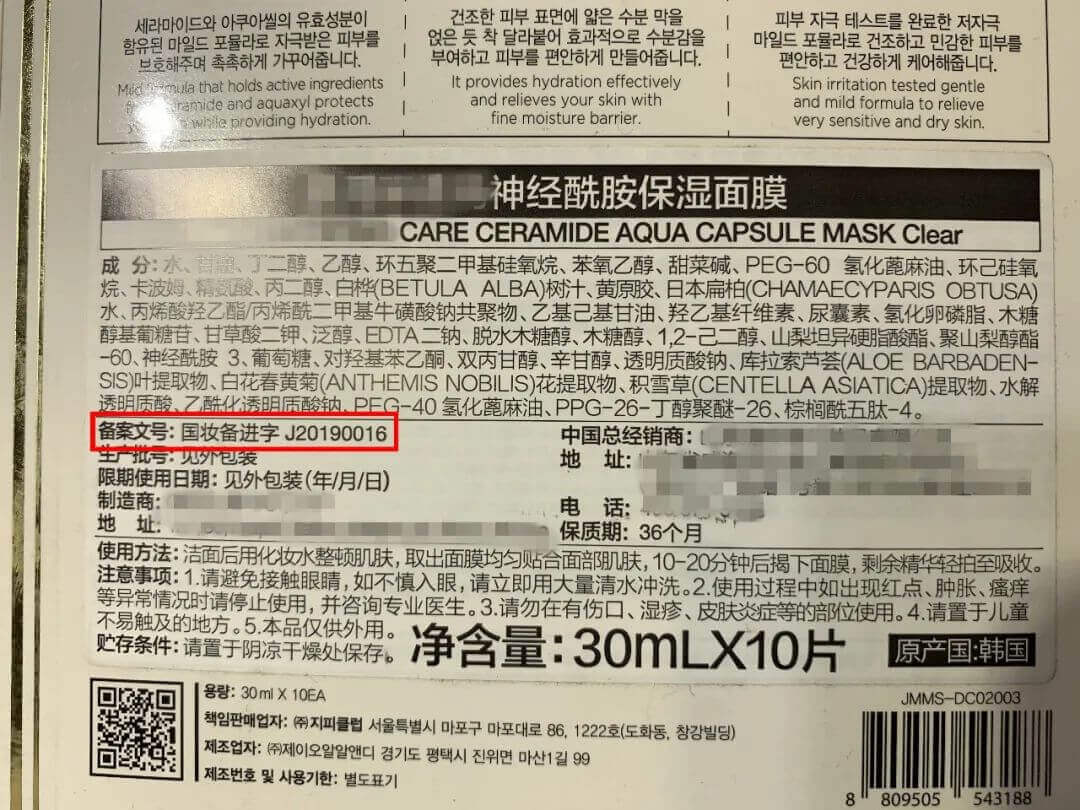 세라마이드와 아쿠아씰의 유효성분이
함유된 마일드 포뮬라로 자극받은 피부를
보호해주며 촉촉하게 가꾸어줍니다.
Mild formula that holds active ingredients
ramide and aquaxyl protects
while providing hydration.
건조한 피부 표면에 얇은 수분 막을
얹은 듯 착 달라붙어 효과적으로 수분감을
부여하고 피부를 편안하게 만들어줍니다.
It provides hydration effectively
and relieves your skin with
fine moisture barrier.
피부 자극 테스트를 완료한 저자극
마일드 포뮬라로 건조하고 민감한 피부를
편안하고 건강하게 케어해줍니다.
Skin irritation tested gentle
and mild formula to relieve
very sensitive and dry skin.
神经酰胺保湿面膜
CARE CERAMIDE AQUA CAPSULE MASK Clear
成 分:水、甘油、丁二醇、乙醇、环五聚二甲基硅氧烷、苯氧乙醇、甜菜碱、PEG-60 氢化蓖麻油、环己硅氧
烷、卡波姆、精氨酸、丙二醇、白桦(BETULA ALBA)树汁、黄原胶、日本扁柏(CHAMAECYPARIS OBTUSA)
水、丙烯酸羟乙酯/丙烯酰二甲基牛磺酸钠共聚物、乙基己基甘油、羟乙基纤维素、尿囊素、氢化卵磷脂、木糖
醇基葡糖苷、甘草酸二钾、泛醇、EDTA 二钠、脱水木糖醇、木糖醇、1,2-己二醇、山梨坦异硬脂酸酯、聚山梨醇酯
-60、神经酰胺 3、葡萄糖、对羟基苯乙酮、双丙甘醇、辛甘醇、透明质酸钠、库拉索芦荟(ALOE BARBADEN-
SIS)叶提取物、白花春黄菊(ANTHEMIS NOBILIS)花提取物、积雪草(CENTELLA ASIATICA)提取物、水解
透明质酸、乙酰化透明质酸钠、PEG-40 氢化蓖麻油、PPG-26-丁醇聚醚-26、棕榈酰五肽-4。
备案文号: 国妆备进字 J20190016
生产批号: 见外包装
限期使用日期: 见外包装(年/月/日)
制造商:
地 址:
中国总经销商:
地 址:
电 话:
保质期: 36个月
使用方法: 洁面后用化妆水整顿肌肤，取出面膜均匀贴合面部肌肤，10-20分钟后揭下面膜，剩余精华轻拍至吸收。
注意事项: 1.请避免接触眼睛，如不慎入眼，请立即用大量清水冲洗。2.使用过程中如出现红点、肿胀、瘙痒
等异常情况时请停止使用，并咨询专业医生。3.请勿在有伤口、湿疹、皮肤炎症等的部位使用。4.请置于儿童
不易触及的地方。5.本品仅供外用。
贮存条件: 请置于阴凉干燥处保存。
净含量: 30mLX10片
原产国:韩国
용량: 30ml X 10EA
책임판매업자: ㈜지피클럽 서울특별시 마포구 마포대로 86, 1222호(도화동, 창강빌딩)
제조업자: ㈜제이오알앤디 경기도 평택시 진위면 마산1길 99
제조번호 및 사용기한: 별도표기
JMMS-DC02003
8 809505 543188